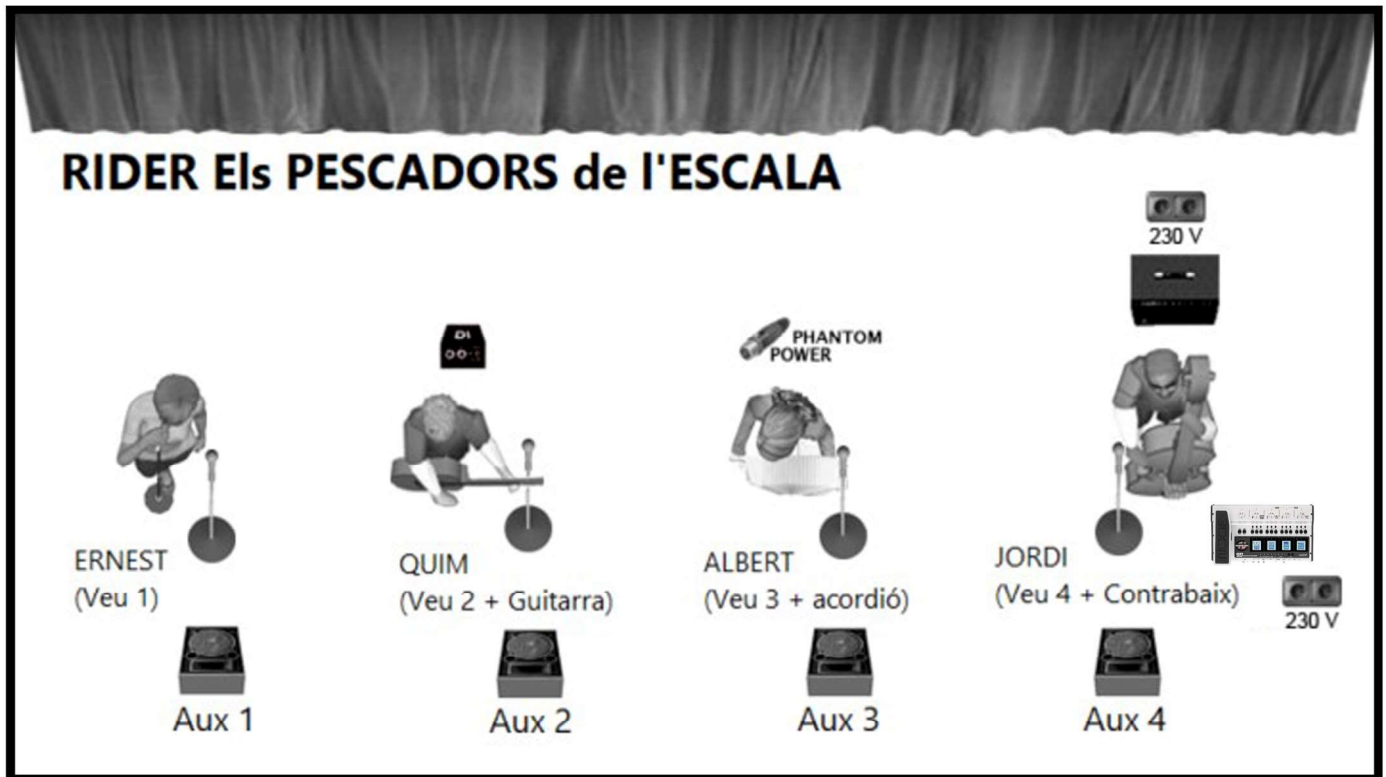 RIDER Els PESCADORS de l'ESCALA
230 V
DI
PHANTOM
POWER
ERNEST
(Veu 1)
QUIM
(Veu 2 + Guitarra)
ALBERT
(Veu 3 + acordió)
JORDI
(Veu 4 + Contrabaix)
230 V
Aux 1
Aux 2
Aux 3
Aux 4